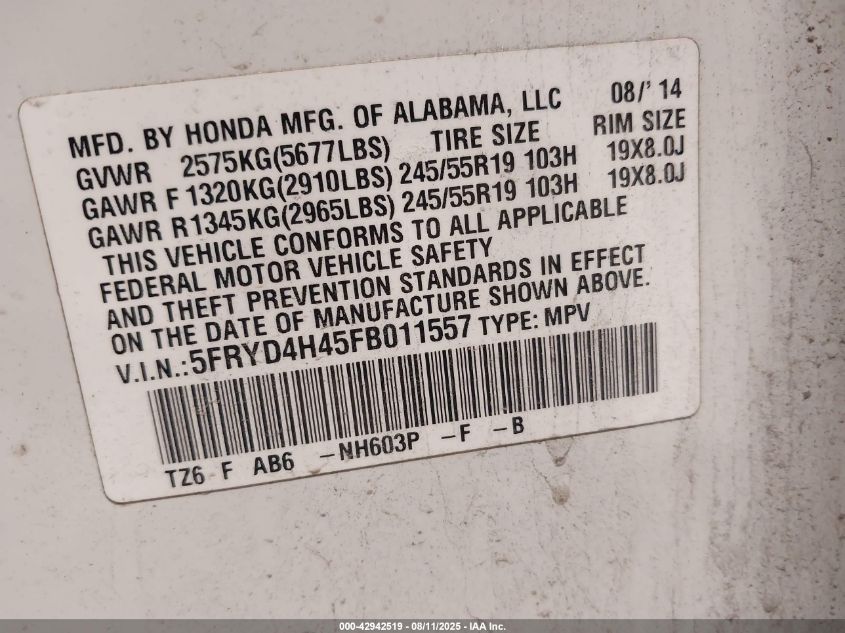 MFD. BY HONDA MFG. OF ALABAMA, LLC 08/'14
GVWR 2575KG(5677LBS) TIRE SIZE RIM SIZE
GAWR F 1320KG(2910LBS) 245/55R19 103H 19X8.0J
GAWR R1345KG(2965LBS) 245/55R19 103H 19X8.0J
THIS VEHICLE CONFORMS TO ALL APPLICABLE
FEDERAL MOTOR VEHICLE SAFETY
AND THEFT PREVENTION STANDARDS IN EFFECT
ON THE DATE OF MANUFACTURE SHOWN ABOVE.
V.I.N.:5FRYD4H45FB011557 TYPE: MPV
TZ6 F AB6 -NH603P -F -B
000-42942519 - 08/11/2025 - IAA Inc.